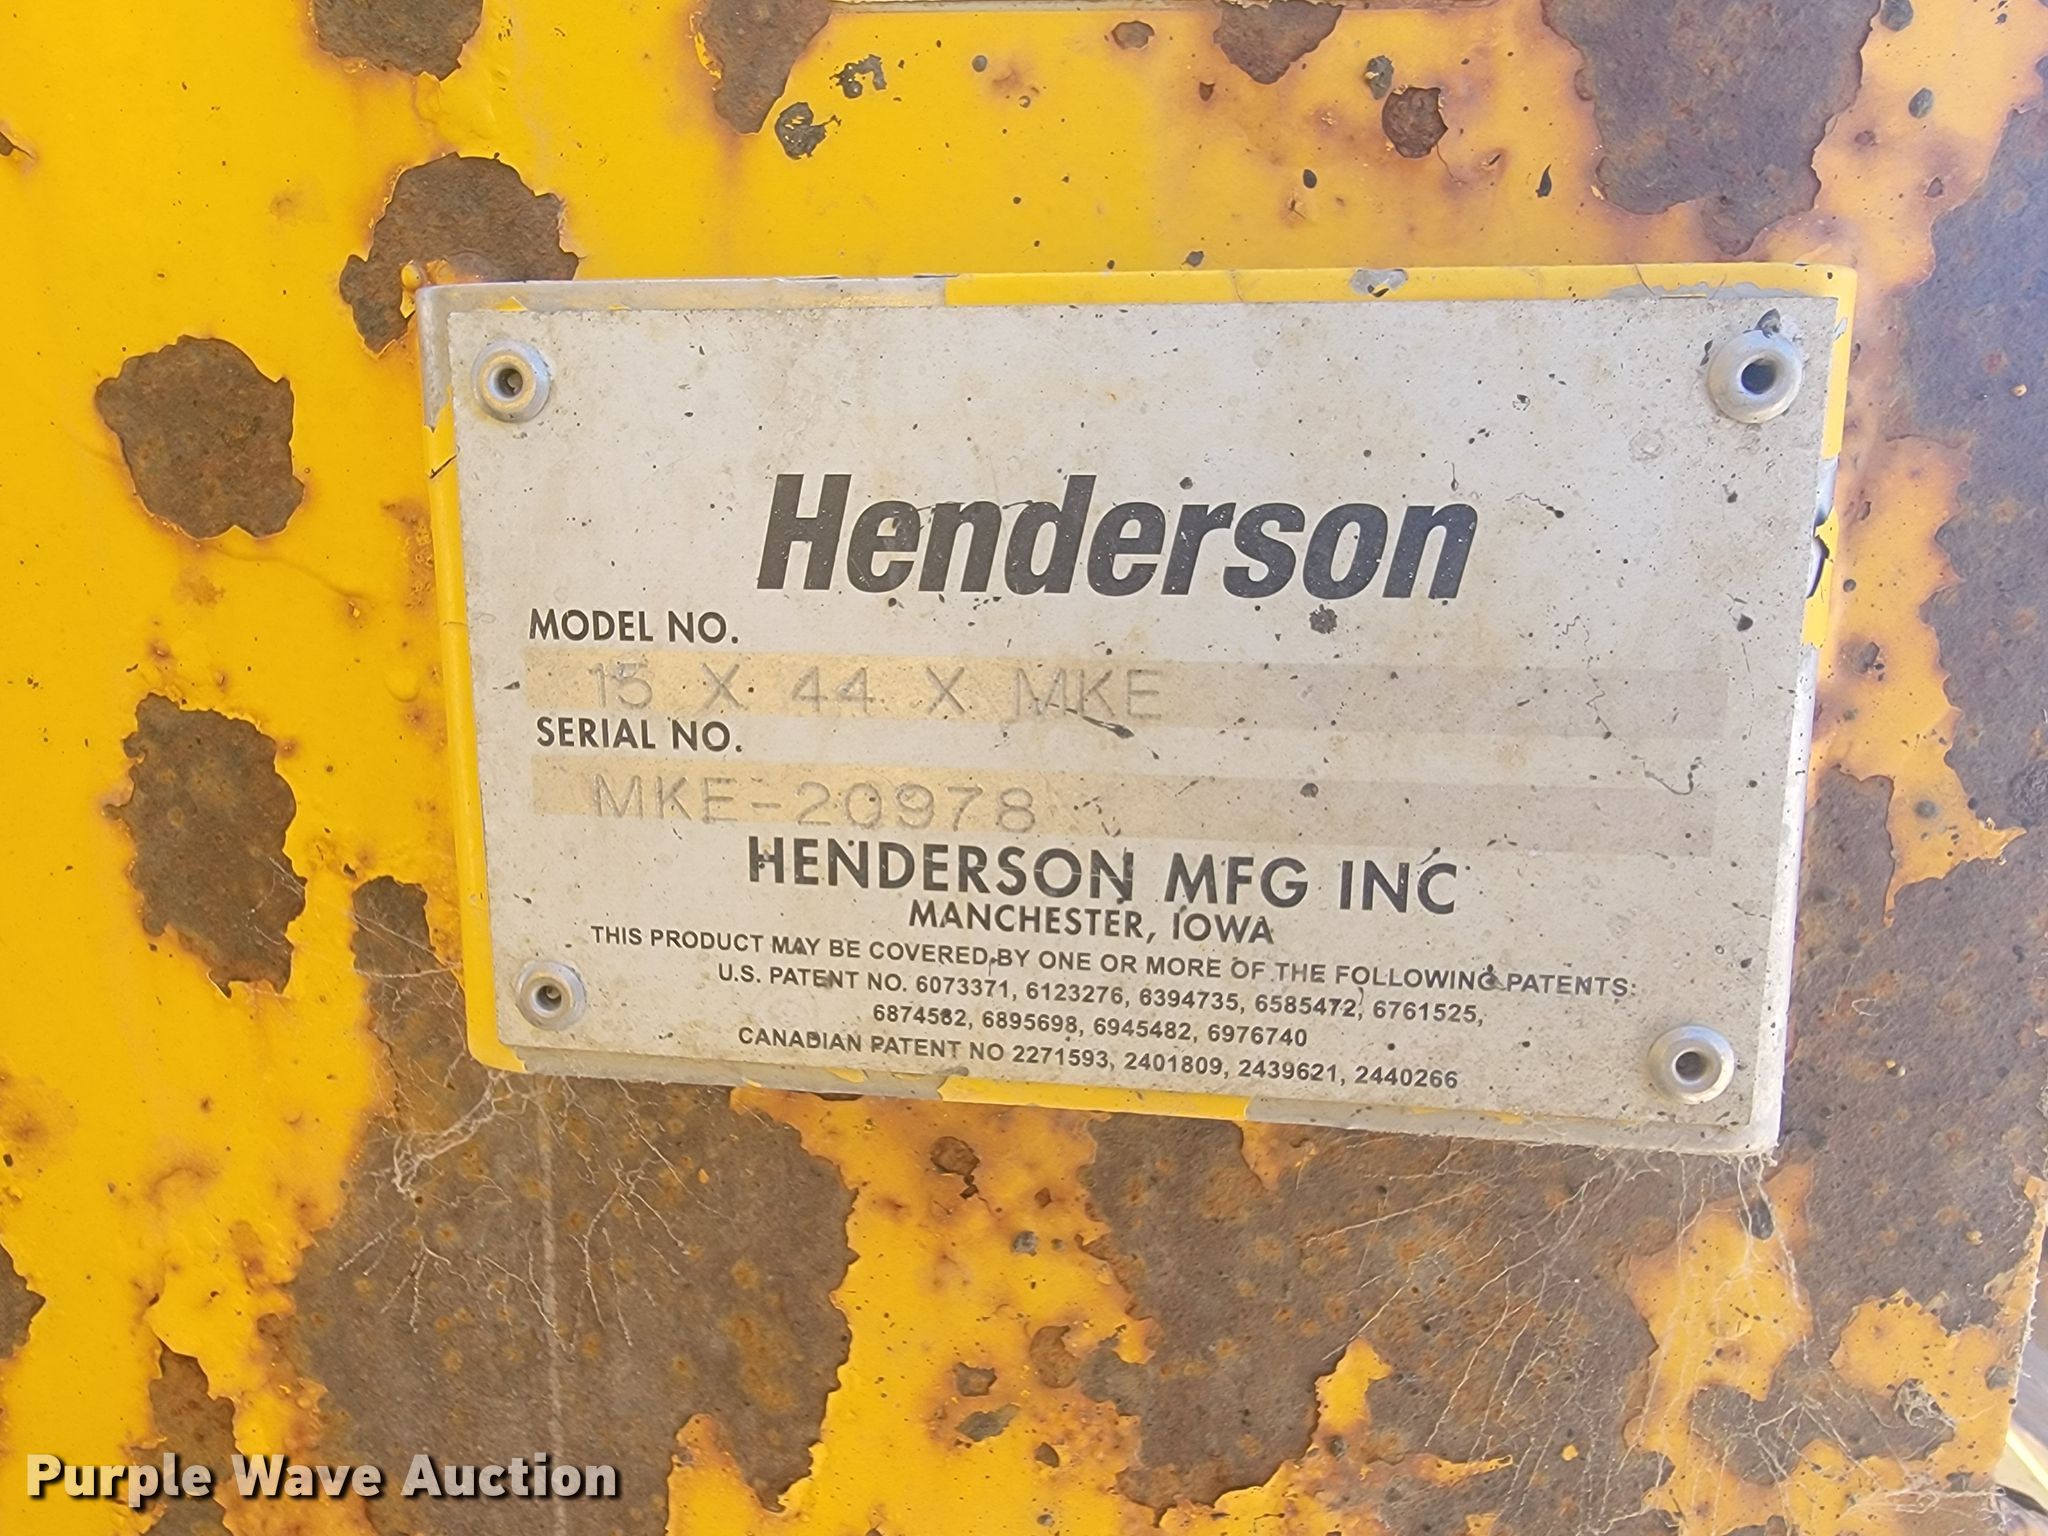 Henderson
MODEL NO.
15 X 44 X MKE
SERIAL NO.
MKE-20978
HENDERSON MFG INC
MANCHESTER, IOWA
THIS PRODUCT MAY BE COVERED BY ONE OR MORE OF THE FOLLOWING PATENTS:
U.S. PATENT NO. 6073371, 6123276, 6394735, 6585472, 6761525,
6874582, 6895698, 6945482, 6976740
CANADIAN PATENT NO 2271593, 2401809, 2439621, 2440266
Purple Wave Auction